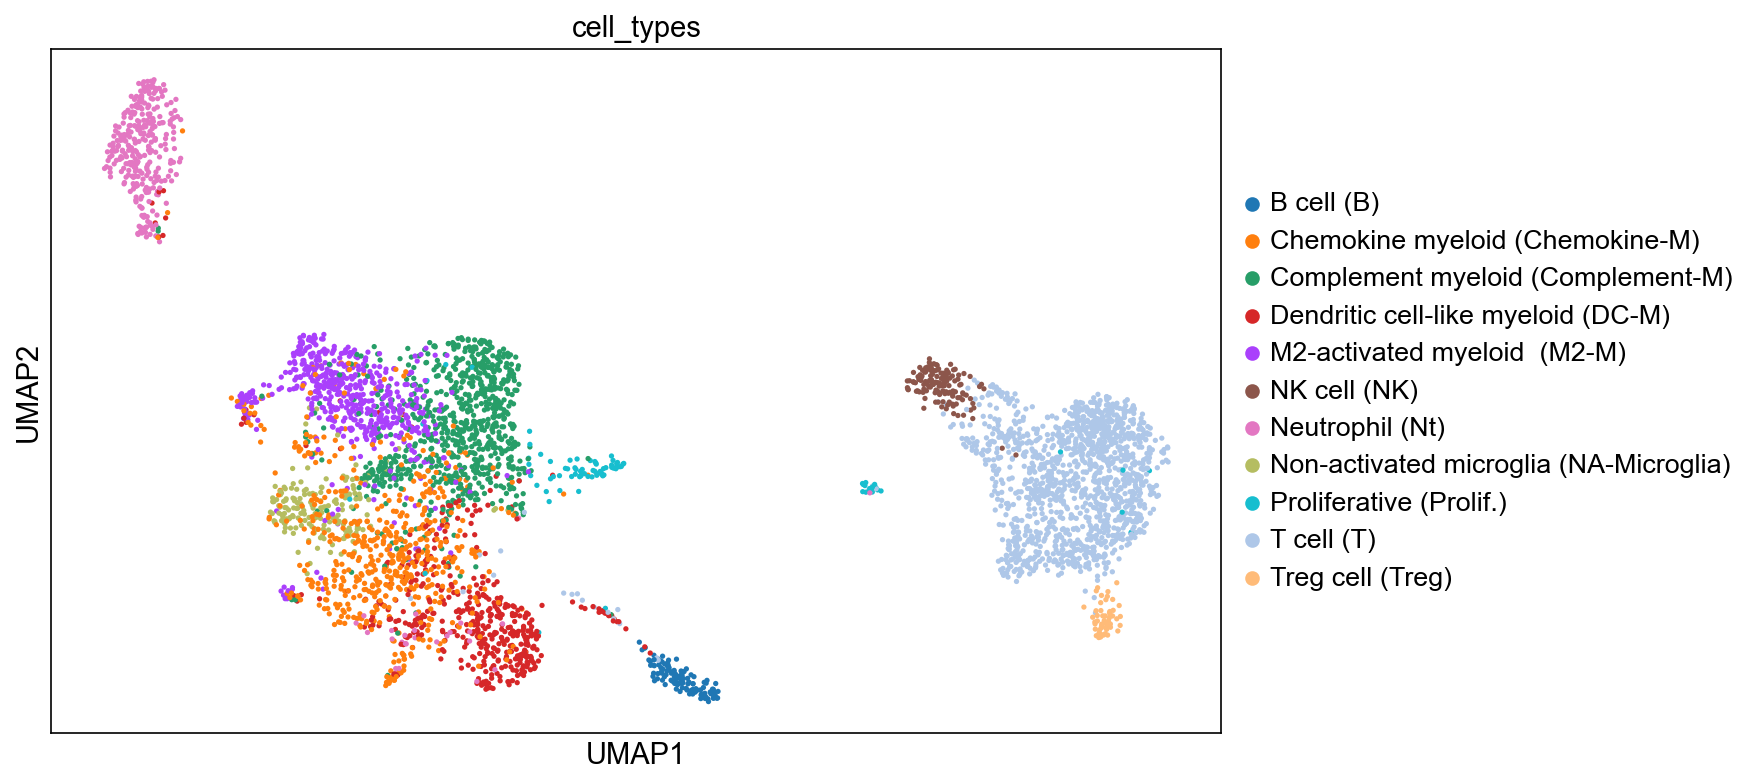 cell_types
UMAP2
UMAP1
B cell (B)
Chemokine myeloid (Chemokine-M)
Complement myeloid (Complement-M)
Dendritic cell-like myeloid (DC-M)
M2-activated myeloid  (M2-M)
NK cell (NK)
Neutrophil (Nt)
Non-activated microglia (NA-Microglia)
Proliferative (Prolif.)
T cell (T)
Treg cell (Treg)